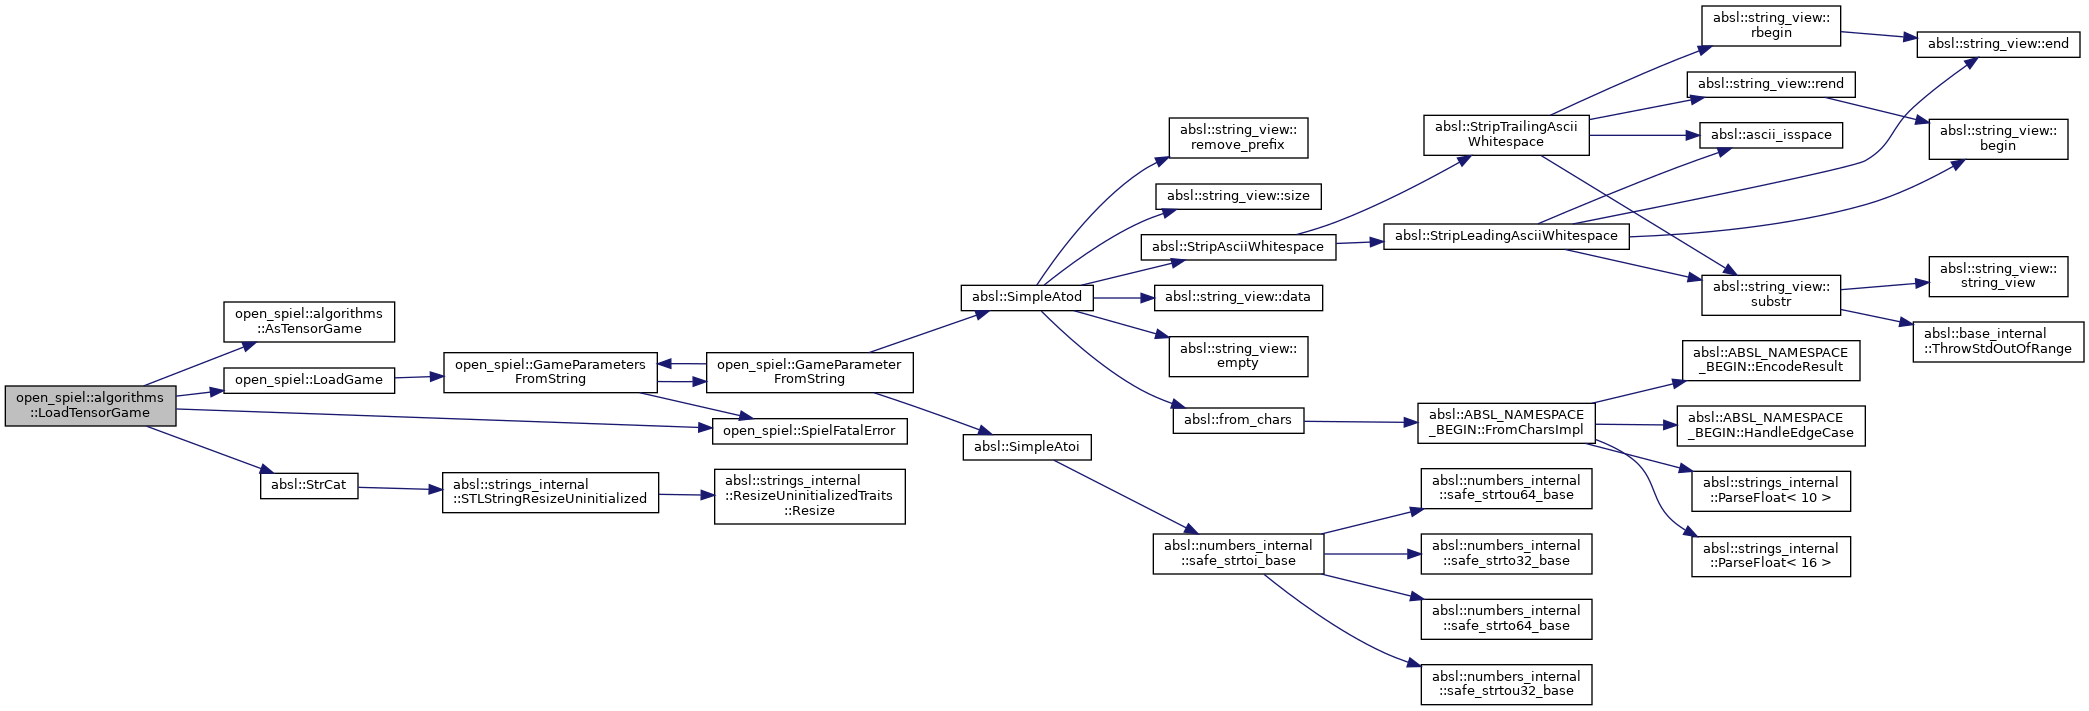 open_spiel::algorithms
::LoadTensorGame
open_spiel::algorithms
::AsTensorGame
open_spiel::LoadGame
absl::StrCat
open_spiel::GameParameters
FromString
absl::strings_internal
::STLStringResizeUninitialized
open_spiel::GameParameter
FromString
open_spiel::SpielFatalError
absl::strings_internal
::ResizeUninitializedTraits
::Resize
absl::SimpleAtod
absl::SimpleAtoi
absl::string_view::
remove_prefix
absl::string_view::size
absl::StripAsciiWhitespace
absl::string_view::data
absl::string_view::
empty
absl::from_chars
absl::numbers_internal
::safe_strtoi_base
absl::StripTrailingAscii
Whitespace
absl::StripLeadingAsciiWhitespace
absl::ABSL_NAMESPACE
_BEGIN::FromCharsImpl
absl::numbers_internal
::safe_strtou64_base
absl::numbers_internal
::safe_strto32_base
absl::numbers_internal
::safe_strto64_base
absl::numbers_internal
::safe_strtou32_base
absl::string_view::
rbegin
absl::string_view::rend
absl::ascii_isspace
absl::string_view::
substr
absl::ABSL_NAMESPACE
_BEGIN::EncodeResult
absl::ABSL_NAMESPACE
_BEGIN::HandleEdgeCase
absl::strings_internal
::ParseFloat< 10 >
absl::strings_internal
::ParseFloat< 16 >
absl::string_view::end
absl::string_view::
begin
absl::string_view::
string_view
absl::base_internal
::ThrowStdOutOfRange